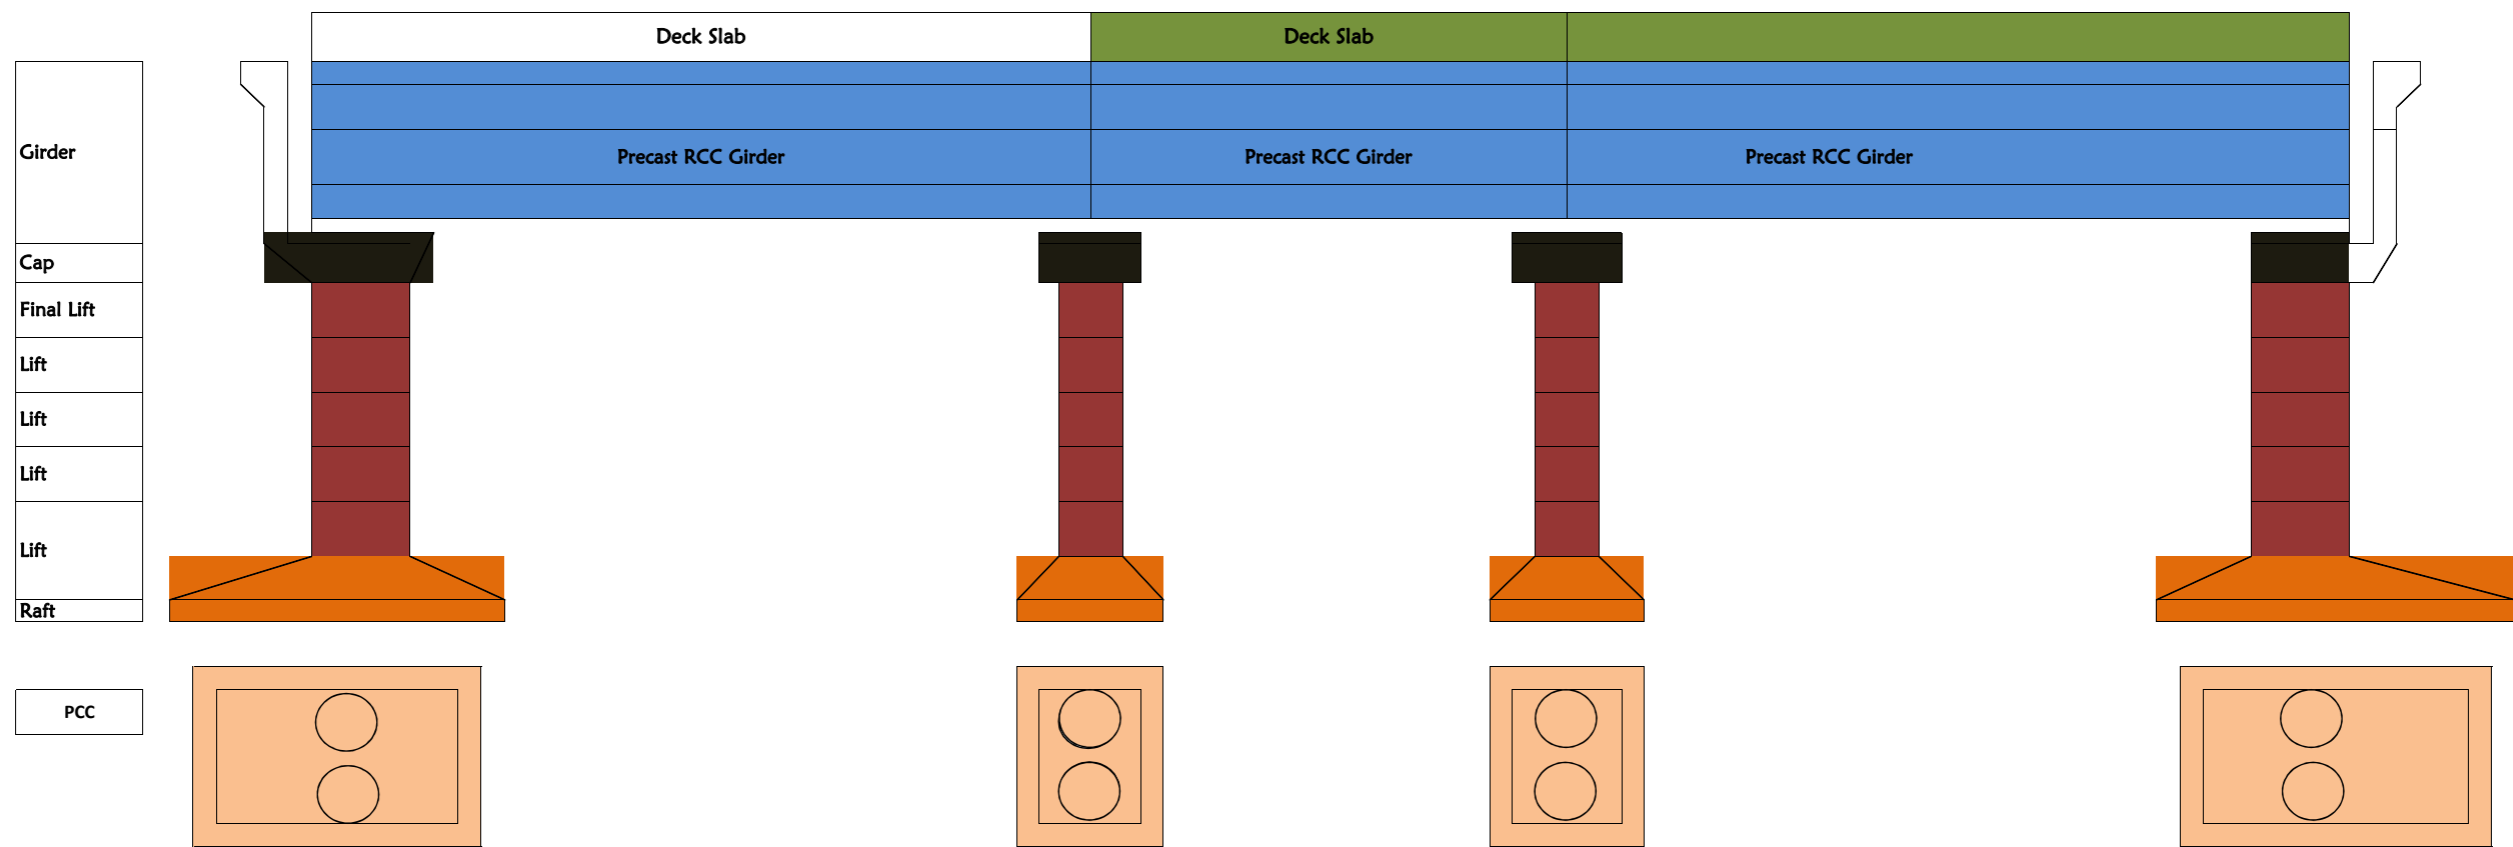 Deck Slab
Deck Slab
Girder
Precast RCC Girder
Precast RCC Girder
Precast RCC Girder
Cap
Final Lift
Lift
Lift
Lift
Lift
Raft
PCC